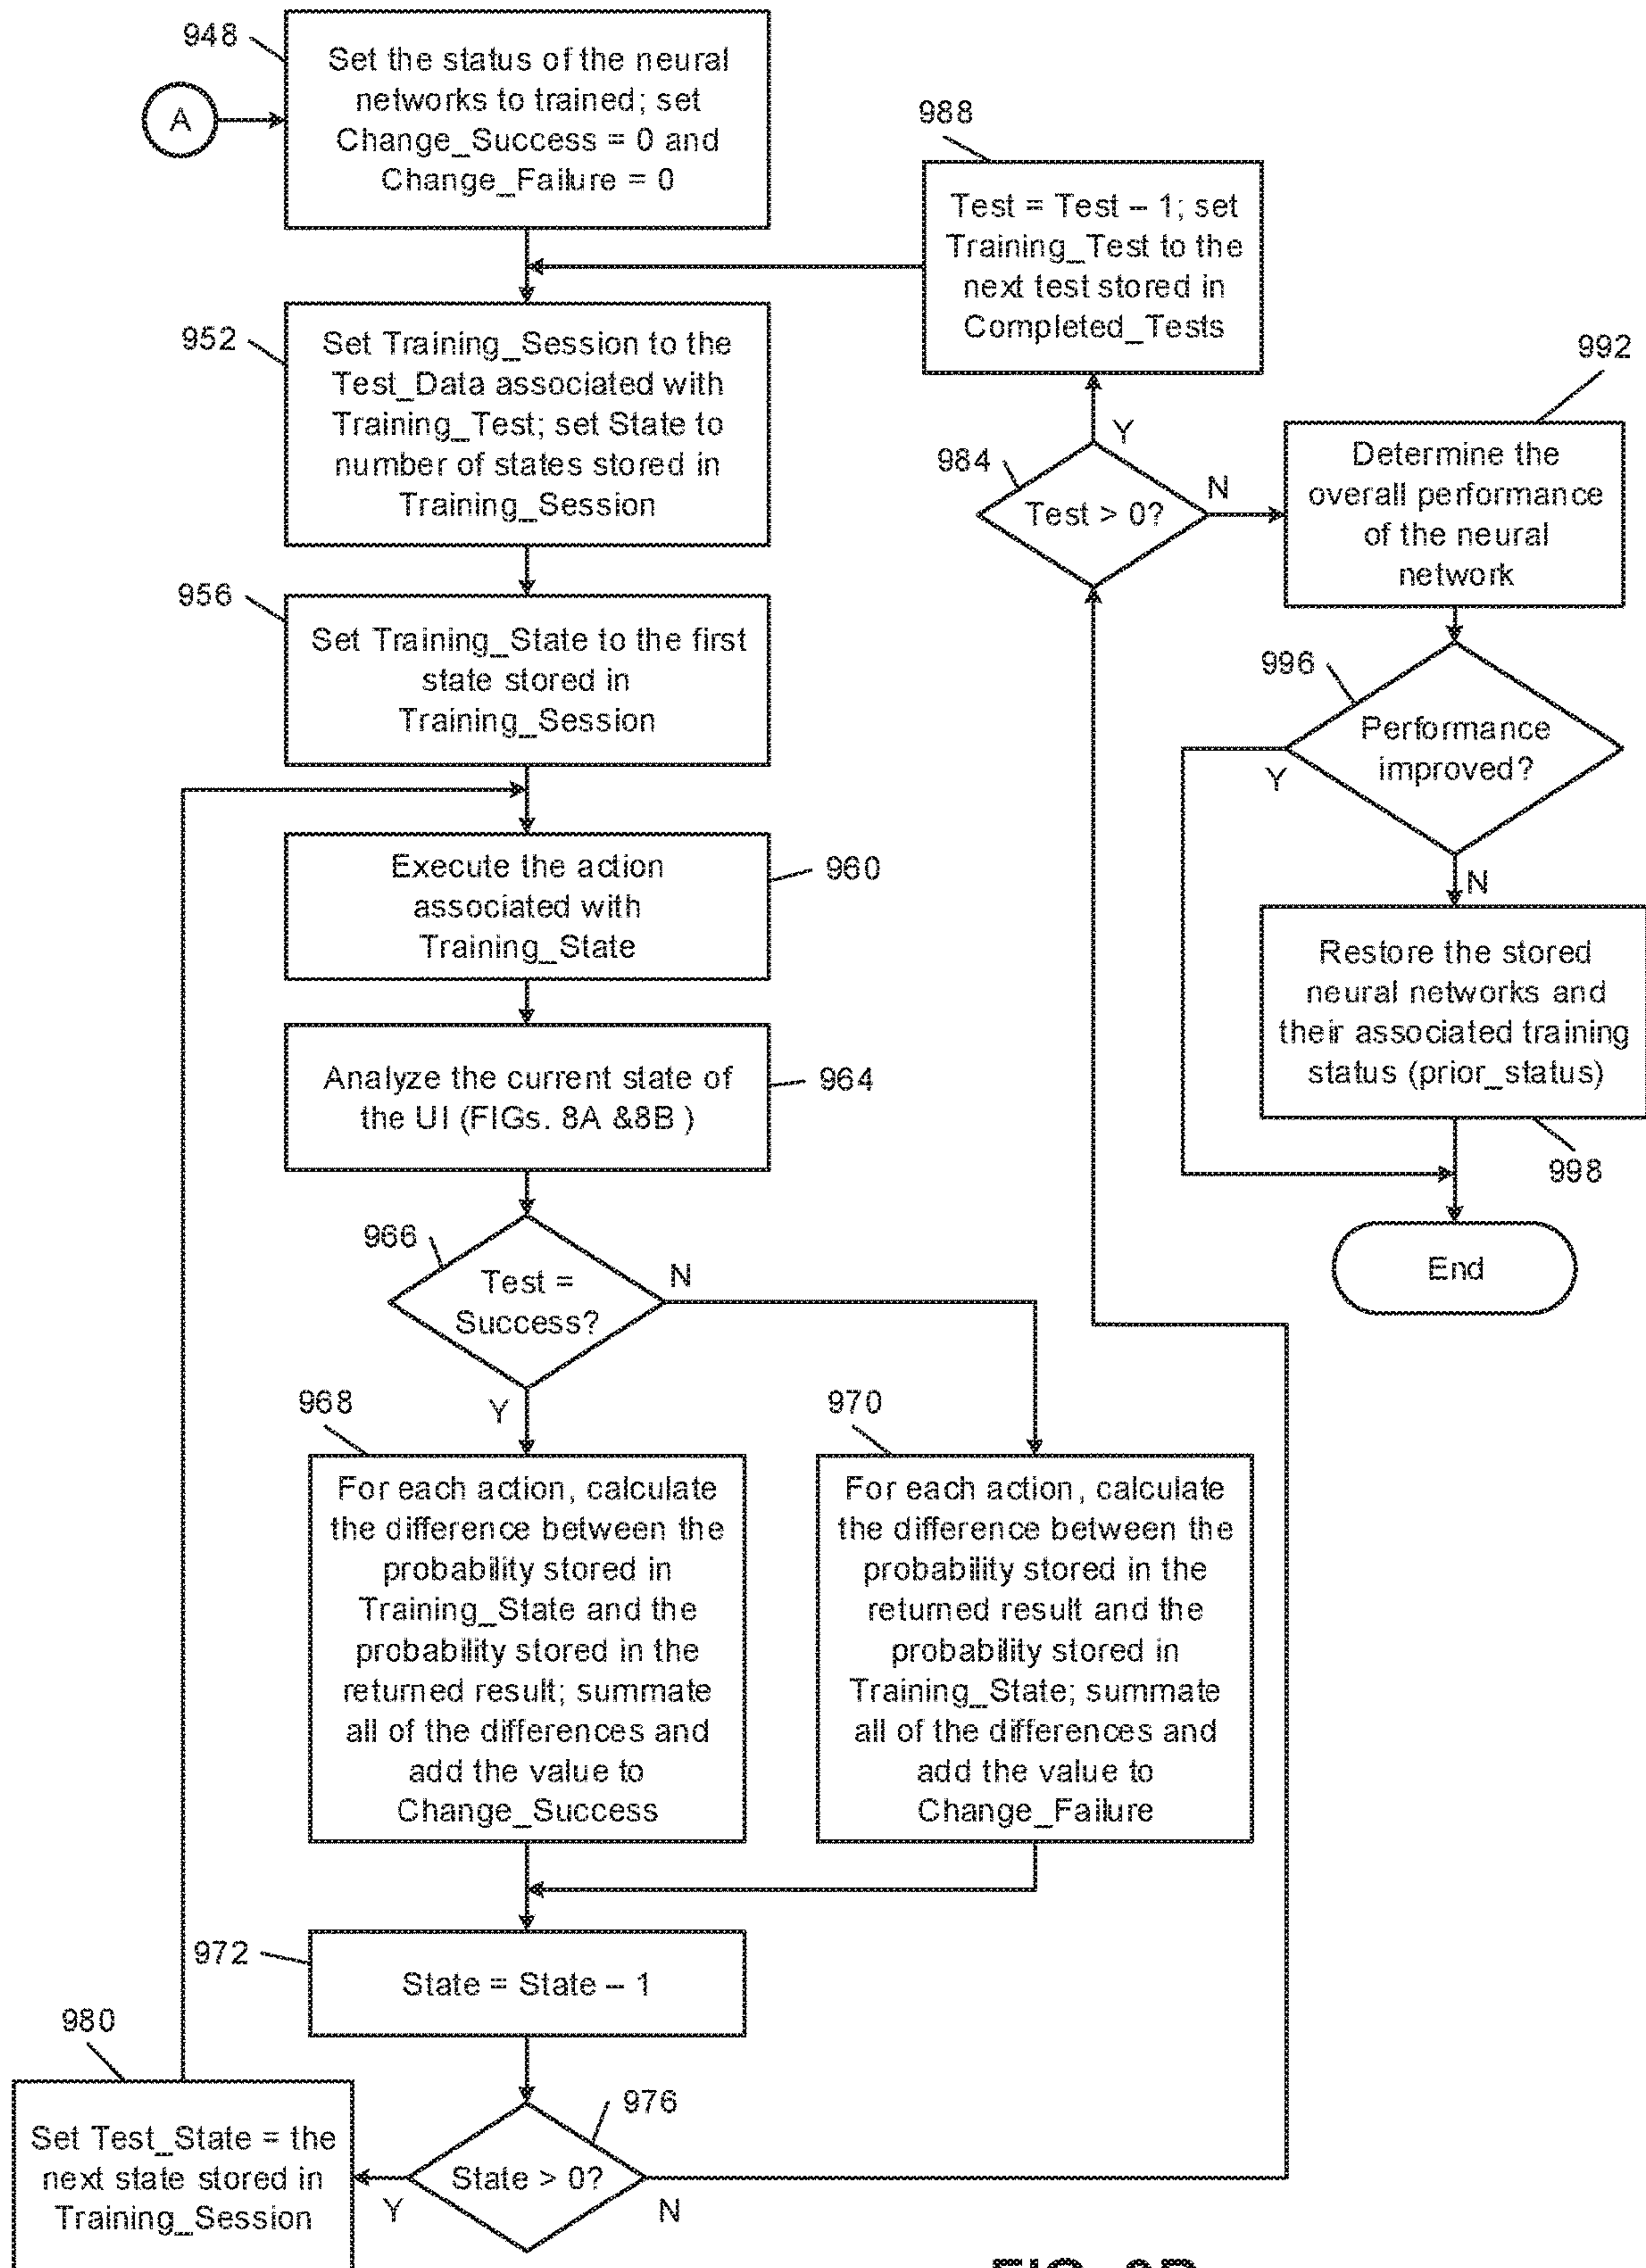 948
Set the status of the neural
networks to trained; set
Change_Success = 0 and
Change_Failure = 0
A
988
Test = Test – 1; set
Training_Test to the
next test stored in
Completed_Tests
952
Set Training_Session to the
Test_Data associated with
Training_Test; set State to
number of states stored in
Training_Session
992
Determine the
overall performance
of the neural
network
984
Test > 0?
Y
N
956
Set Training_State to the first
state stored in
Training_Session
996
Performance
improved?
Y
N
960
Execute the action
associated with
Training_State
Restore the stored
neural networks and
their associated training
status (prior_status)
998
964
Analyze the current state of
the UI (FIGs. 8A &8B )
End
966
Test =
Success?
N
Y
968
For each action, calculate
the difference between the
probability stored in
Training_State and the
probability stored in the
returned result; summate
all of the differences and
add the value to
Change_Success
970
For each action, calculate
the difference between the
probability stored in the
returned result and the
probability stored in
Training_State; summate
all of the differences and
add the value to
Change_Failure
972
State = State – 1
980
Set Test_State = the
next state stored in
Training_Session
976
State > 0?
Y
N